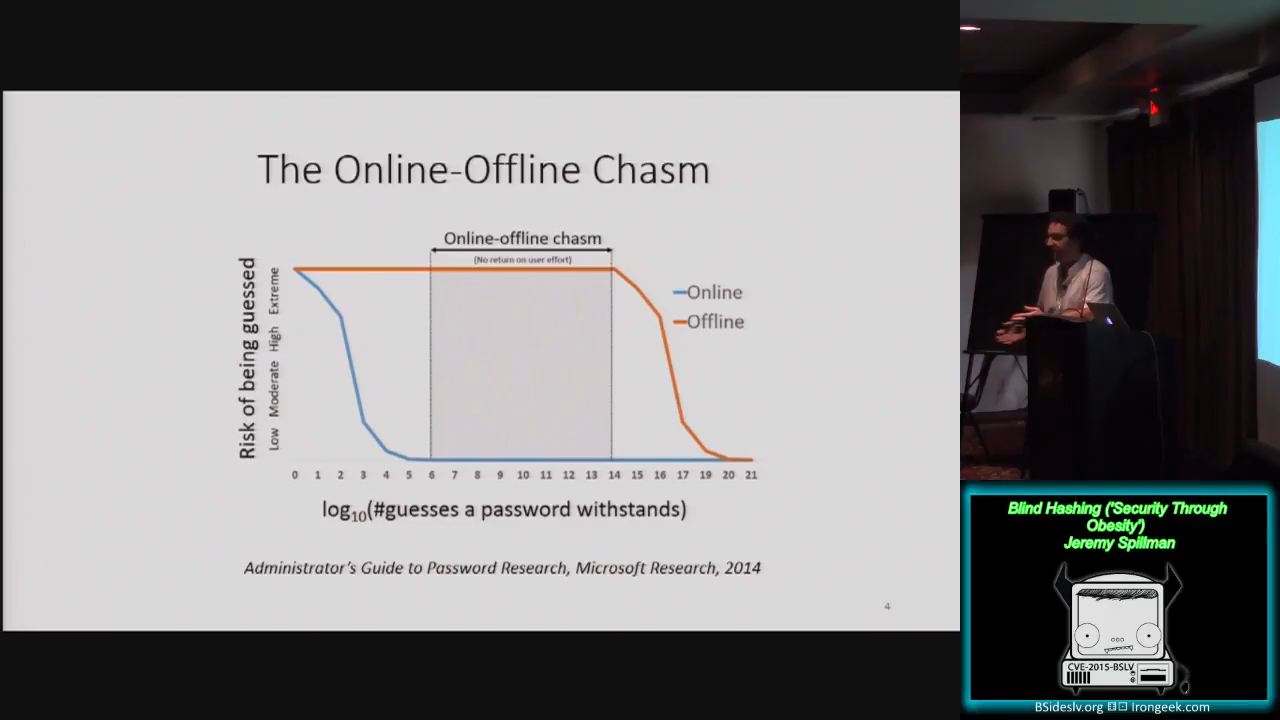 The Online-Offline Chasm
Online-offline chasm
(No return on user effort)
Risk of being guessed
Low Moderate High Extreme
Online
Offline
0 1 2 3 4 5 6 7 8 9 10 11 12 13 14 15 16 17 19 20 21
log10(#guesses a password withstands)
Administrator's Guide to Password Research, Microsoft Research, 2014
4
Blind Hashing ('Security Through
Obesity')
Jeremy Spillman
CVE-2015-BSLV
BSideslv.org Irongeek.com